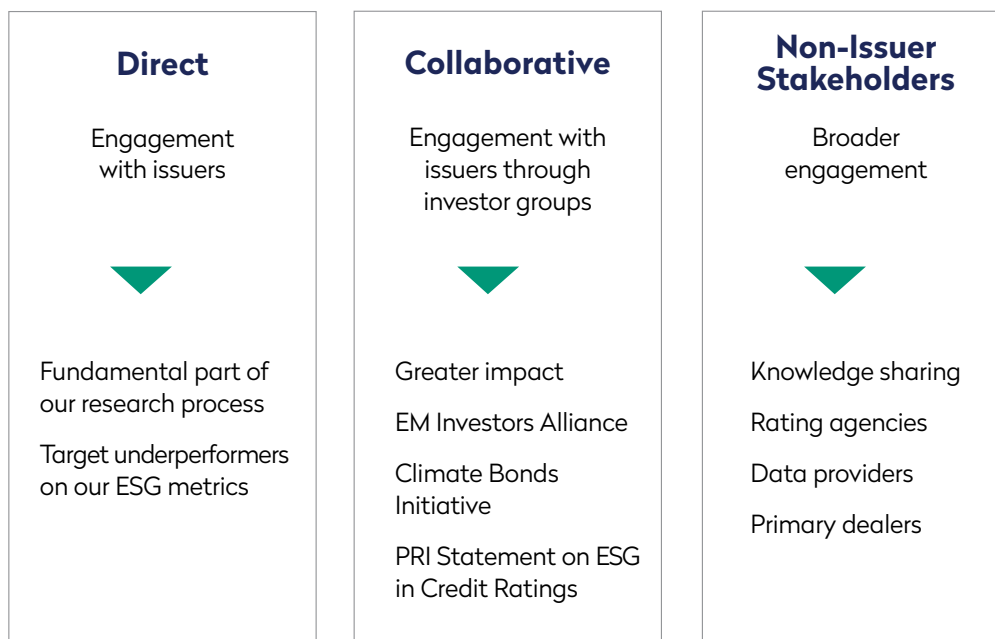 Direct
Engagement
with issuers
Fundamental part of
our research process
Target underperformers
on our ESG metrics
Collaborative
Engagement with
issuers through
investor groups
Greater impact
EM Investors Alliance
Climate Bonds
Initiative
PRI Statement on ESG
in Credit Ratings
Non-Issuer
Stakeholders
Broader
engagement
Knowledge sharing
Rating agencies
Data providers
Primary dealers